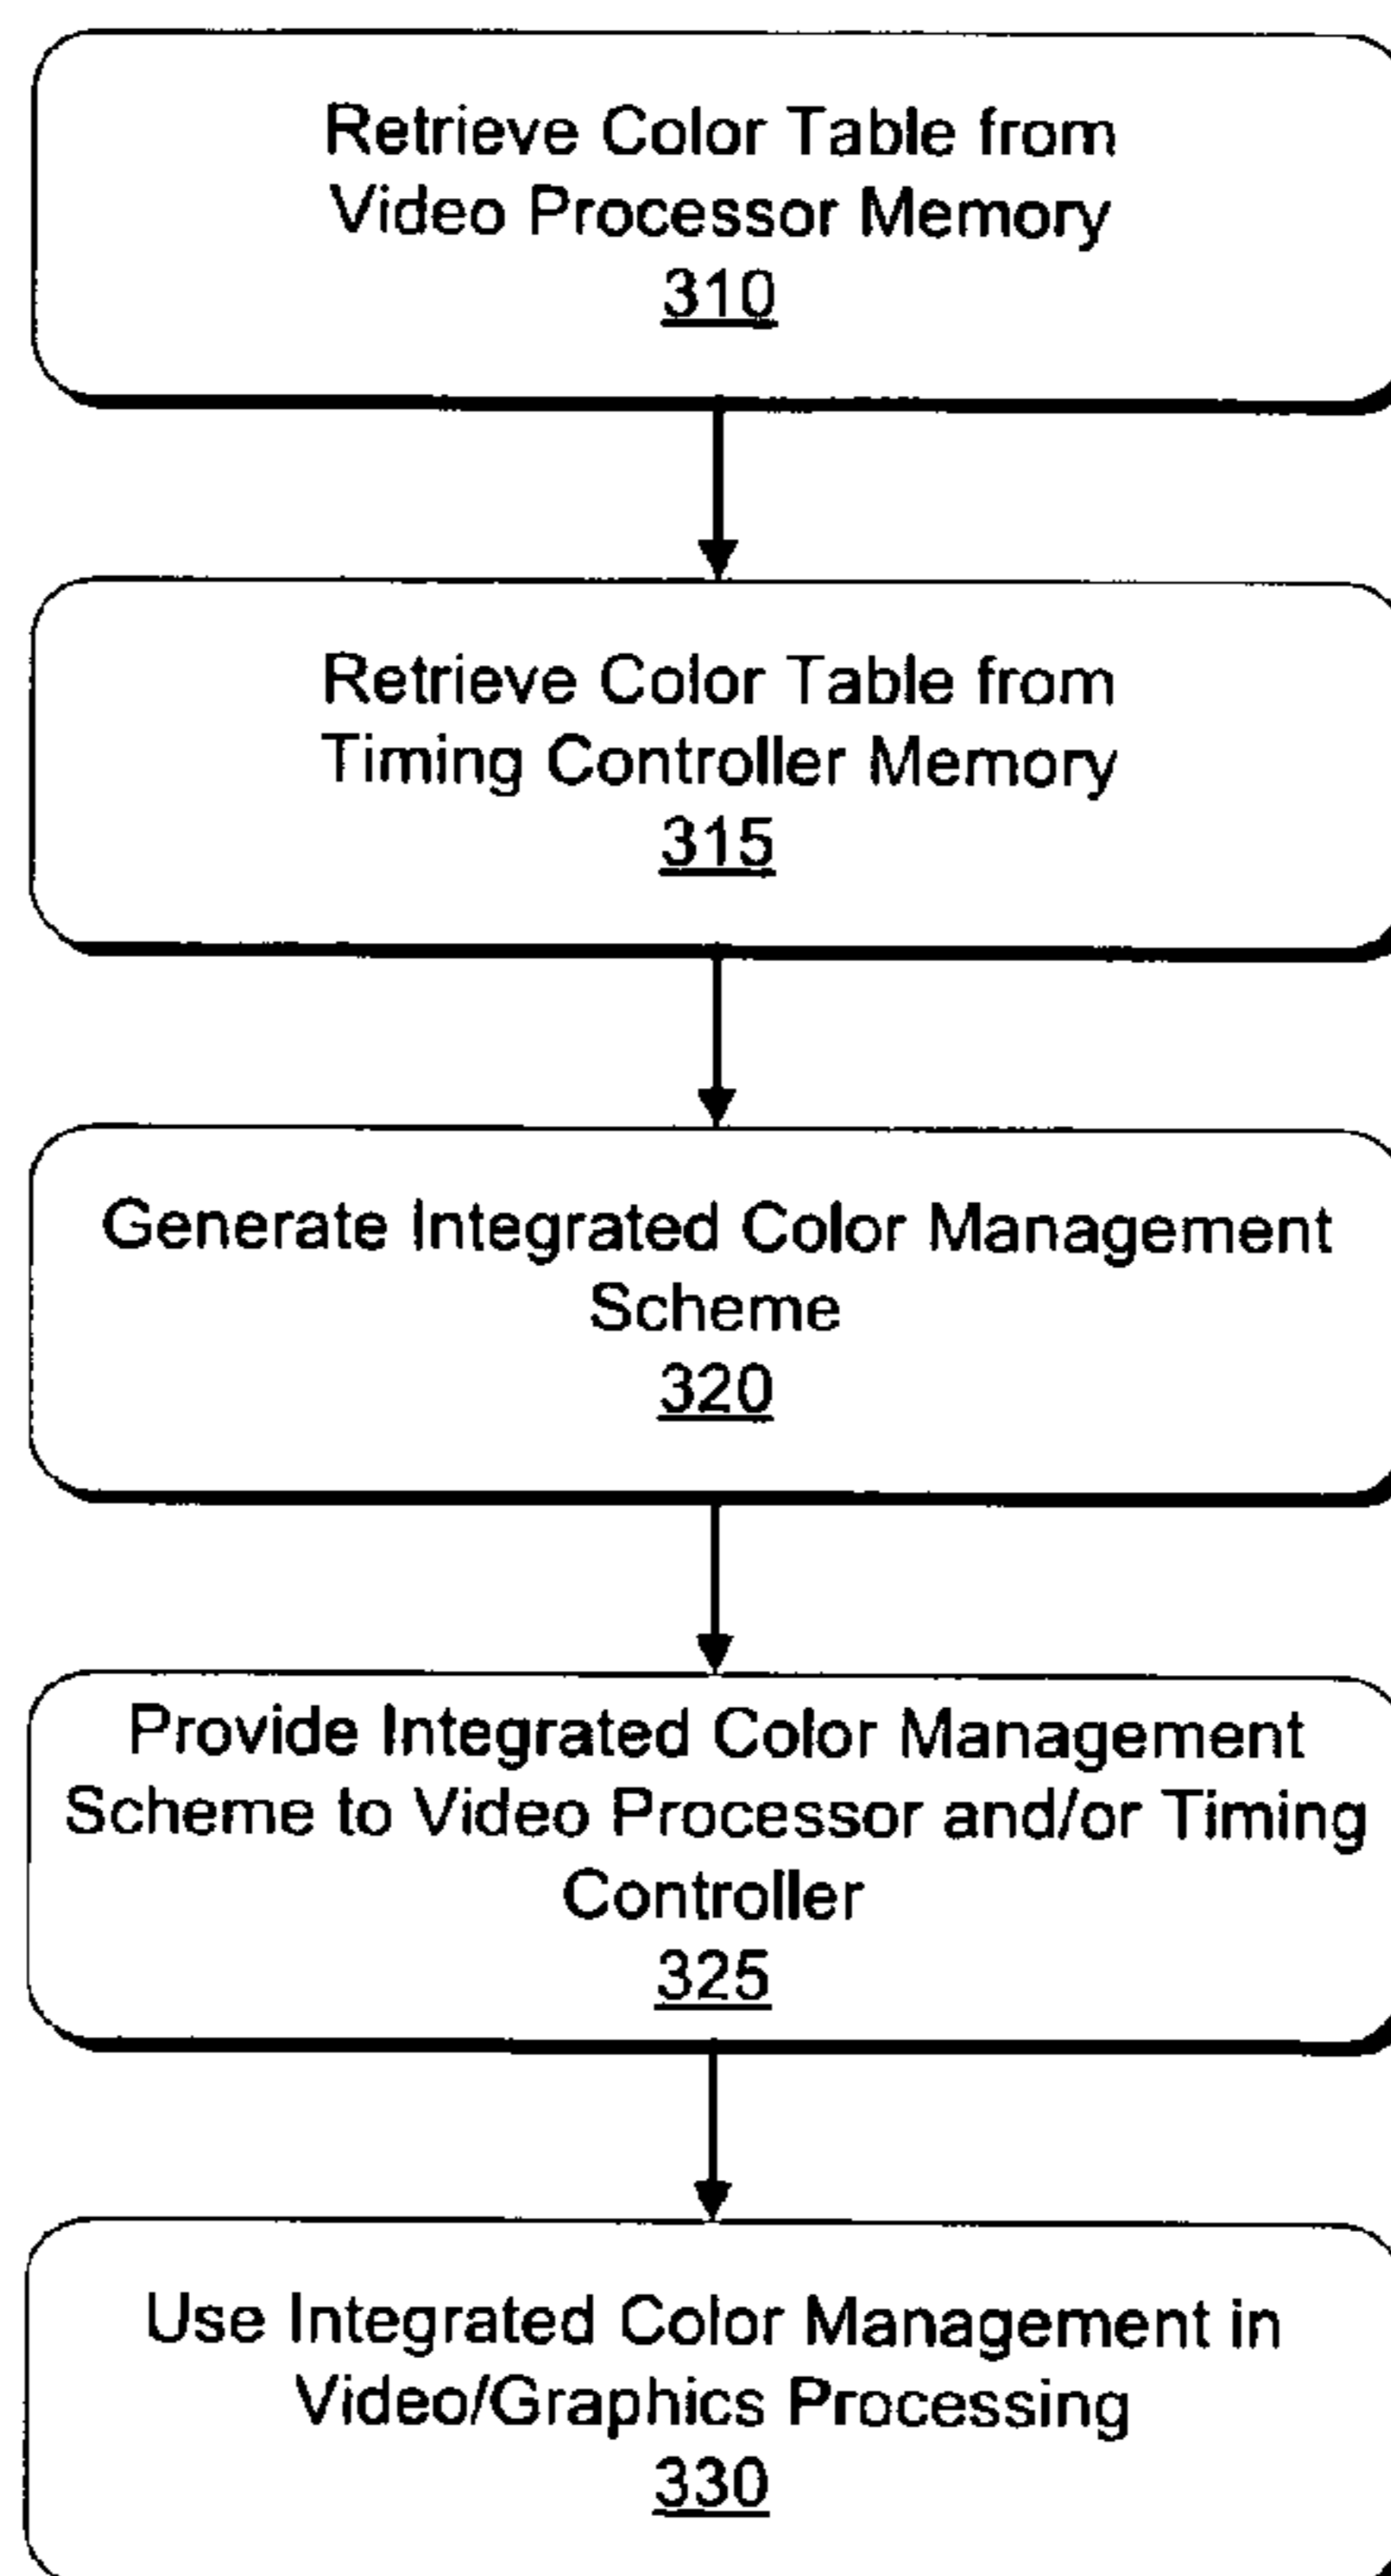 Retrieve Color Table from
Video Processor Memory
310
Retrieve Color Table from
Timing Controller Memory
315
Generate Integrated Color Management
Scheme
320
Provide Integrated Color Management
Scheme to Video Processor and/or Timing
Controller
325
Use Integrated Color Management in
Video/Graphics Processing
330